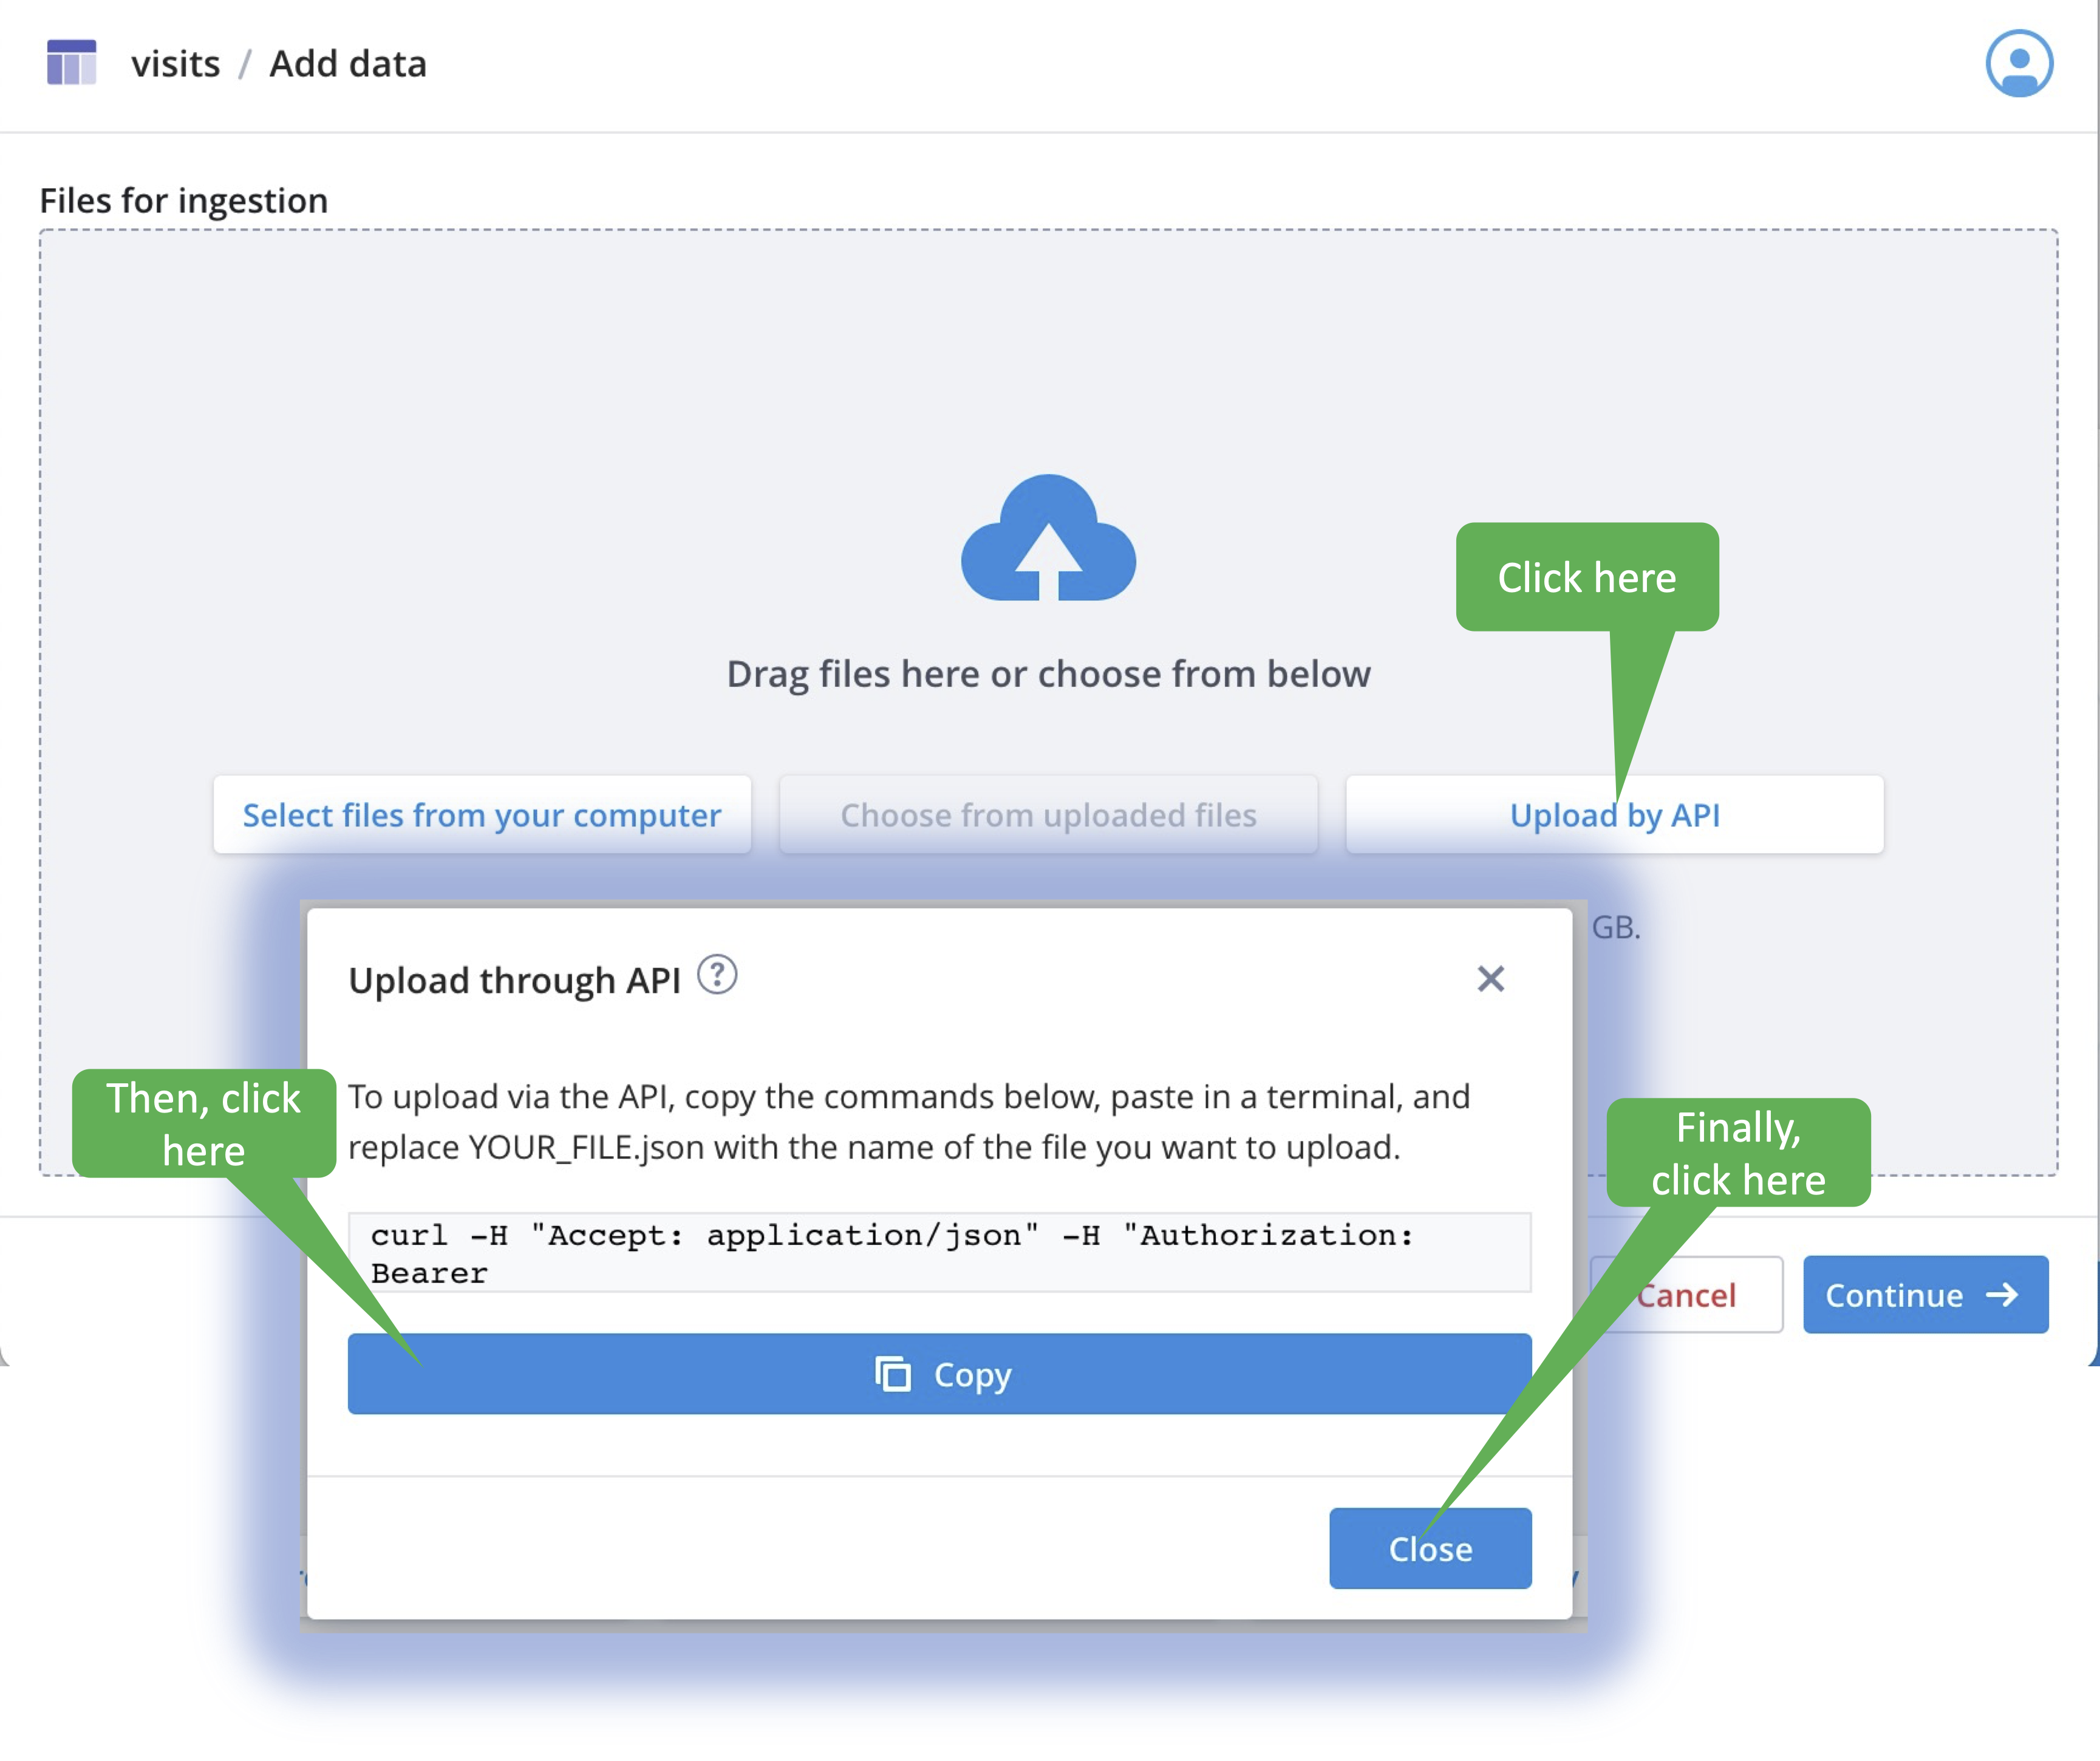 visits / Add data
Files for ingestion
Click here
Drag files here or choose from below
Select files from your computer
Choose from uploaded files
Upload by API
GB.
Upload through API ?
Then, click
here
To upload via the API, copy the commands below, paste in a terminal, and
replace YOUR_FILE.json with the name of the file you want to upload.
Finally,
click here
curl -H "Accept: application/json" -H "Authorization:
Bearer
Cancel
Continue →
Copy
Close